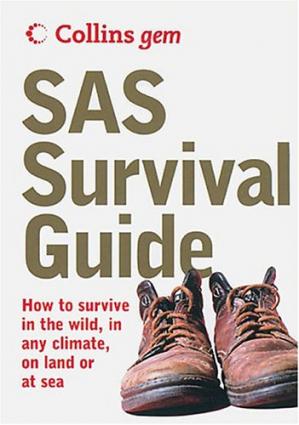 Collins gem
SAS
Survival
Guide
How to survive
in the wild, in
any climate,
on land or
at sea